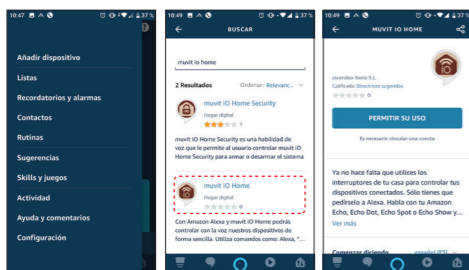 10:47
37 %
Añadir dispositivo
Listas
Recordatorios y alarmas
Contactos
Rutinas
Sugerencias
Skills y juegos
Actividad
Ayuda y comentarios
Configuración
10:49
37 %
BUSCAR
muvit io home
2 Resultados
Ordenar: Relevanc..
muvit iO Home Security
Hogar digital
1
muvit iO Home Security es una habilidad de
voz que le permite al usuario controlar muvit iO
Home Security para armar o desarmar el sistema
muvit iO Home
Hogar digital
0
Con Amazon Alexa y muvit iO Home podrás
controlar con la voz nuestros dispositivos de
forma sencilla. Utiliza comandos como: Alexa, "...
10:49
37 %
MUVIT IO HOME
ascendeo Iberia S.L.
Calificado: Directrices sugeridas
0
PERMITIR SU USO
Es necesario vincular una cuenta
Ya no hace falta que utilices los
interruptores de tu casa para controlar tus
dispositivos conectados. Sólo tienes que
pedírselo a Alexa. Habla con tu Amazon
Echo, Echo Dot, Echo Spot o Echo Show y...
Ver más
Comenzar diciendo
español (ES)